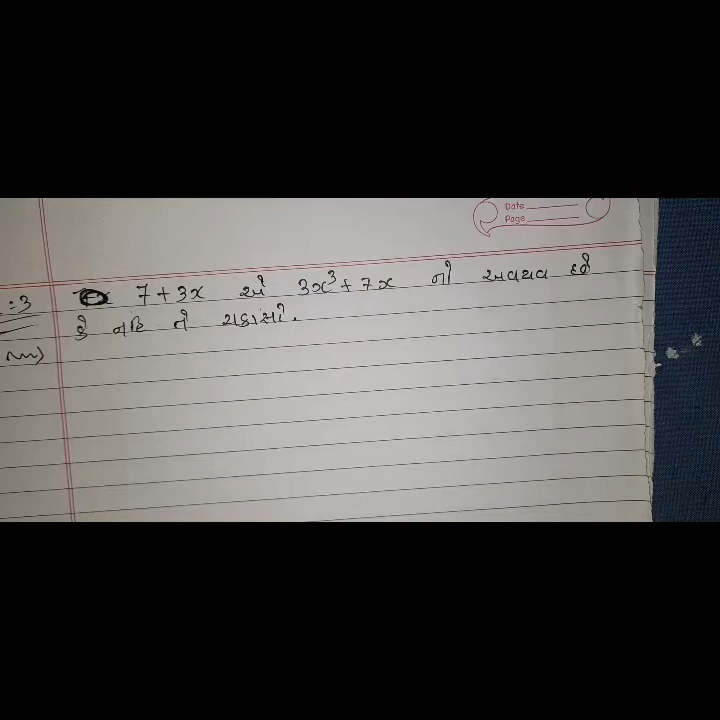 Date
Page
:3 7 + 3x એ 3x³ + 7x નો અવયવ છે
કે નહિ તે ચકાસો.